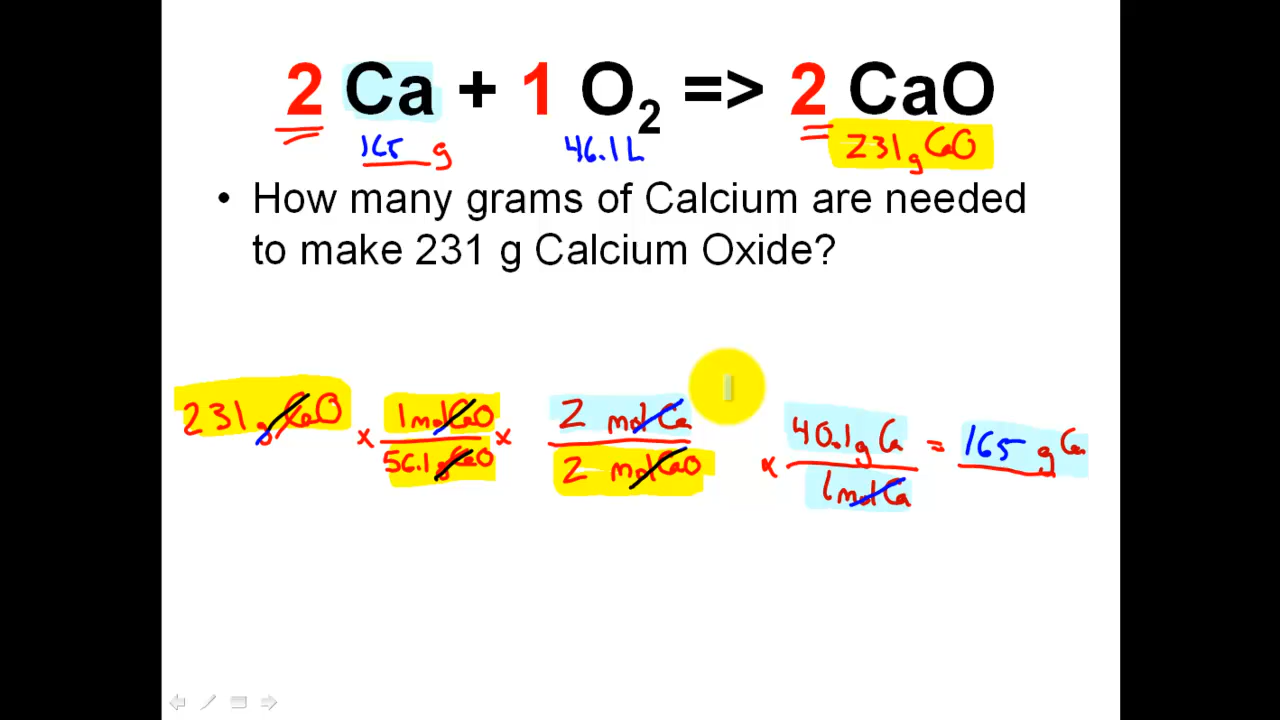 2 Ca + 1 O₂ => 2 CaO
165 g 46.1 L 231 g CaO
• How many grams of Calcium are needed
to make 231 g Calcium Oxide?
231 g CaO x 1 mol CaO / 56.1 g CaO x 2 mol Ca / 2 mol CaO x 40.1 g Ca / 1 mol Ca = 165 g Ca